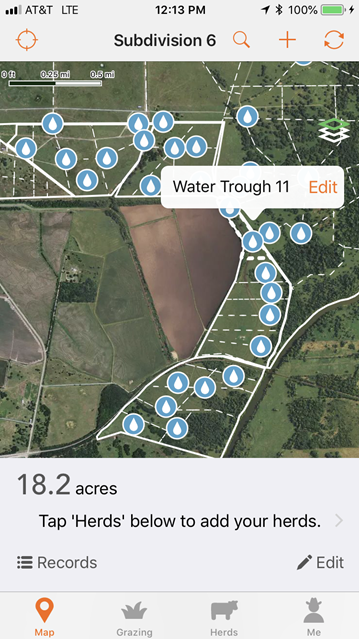 AT&T LTE 12:13 PM 100%
Subdivision 6
0 ft 0.25 mi 0.5 mi
Water Trough 11 Edit
18.2 acres
Tap 'Herds' below to add your herds.
Records Edit
Map Grazing Herds Me